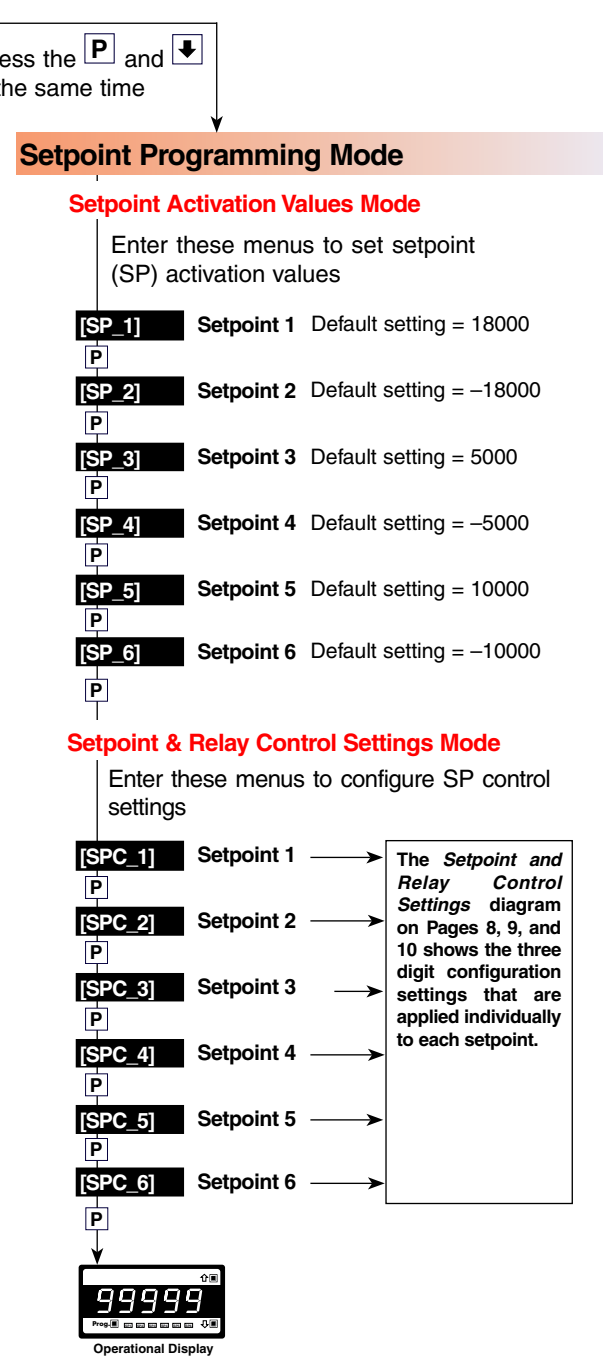 ess the P and
the same time
Setpoint Programming Mode
Setpoint Activation Values Mode
Enter these menus to set setpoint
(SP) activation values
[SP_1] Setpoint 1 Default setting = 18000
P
[SP_2] Setpoint 2 Default setting = –18000
P
[SP_3] Setpoint 3 Default setting = 5000
P
[SP_4] Setpoint 4 Default setting = –5000
P
[SP_5] Setpoint 5 Default setting = 10000
P
[SP_6] Setpoint 6 Default setting = –10000
P
Setpoint & Relay Control Settings Mode
Enter these menus to configure SP control
settings
[SPC_1] Setpoint 1
P
[SPC_2] Setpoint 2
P
[SPC_3] Setpoint 3
P
[SPC_4] Setpoint 4
P
[SPC_5] Setpoint 5
P
[SPC_6] Setpoint 6
P
The Setpoint and
Relay Control
Settings diagram
on Pages 8, 9, and
10 shows the three
digit configuration
settings that are
applied individually
to each setpoint.
99999
Prog.
Operational Display